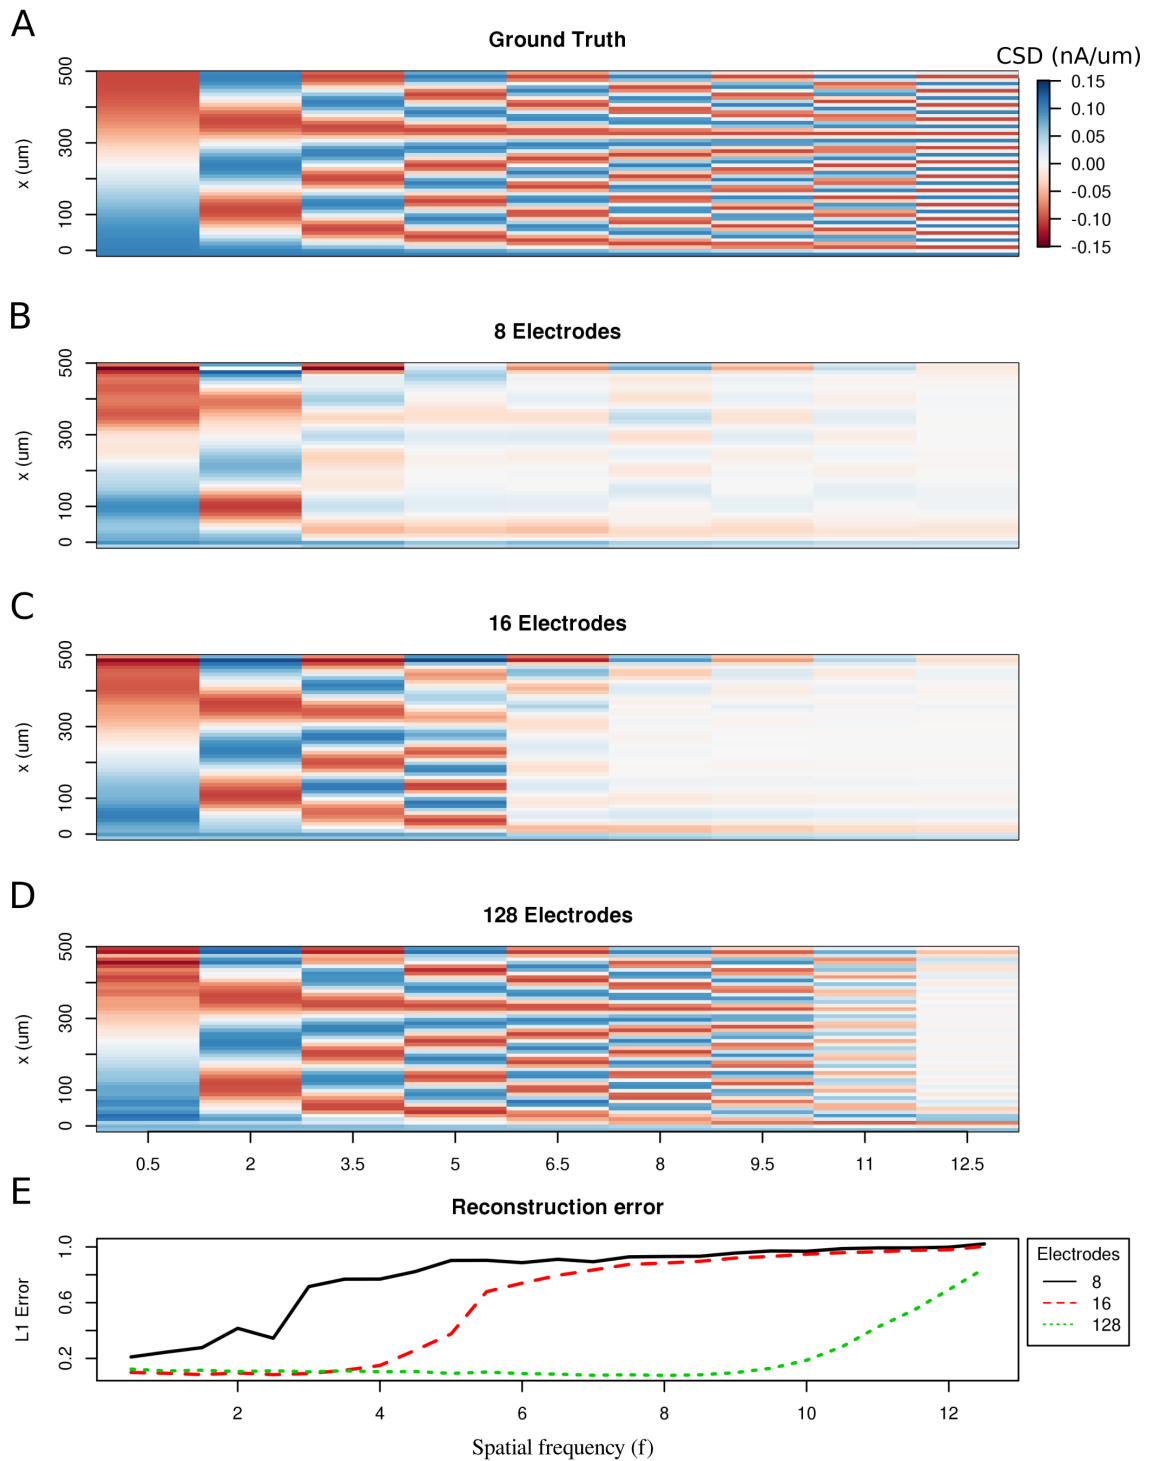 A
Ground Truth
CSD (nA/um)
x (um)
500
300
100
0
0.15
0.10
0.05
0.00
-0.05
-0.10
-0.15
B
8 Electrodes
x (um)
500
300
100
0
C
16 Electrodes
x (um)
500
300
100
0
D
128 Electrodes
x (um)
500
300
100
0
0.5 2 3.5 5 6.5 8 9.5 11 12.5
E
Reconstruction error
L1 Error
1.0
0.6
0.2
2 4 6 8 10 12
Spatial frequency (f)
Electrodes
8
16
128